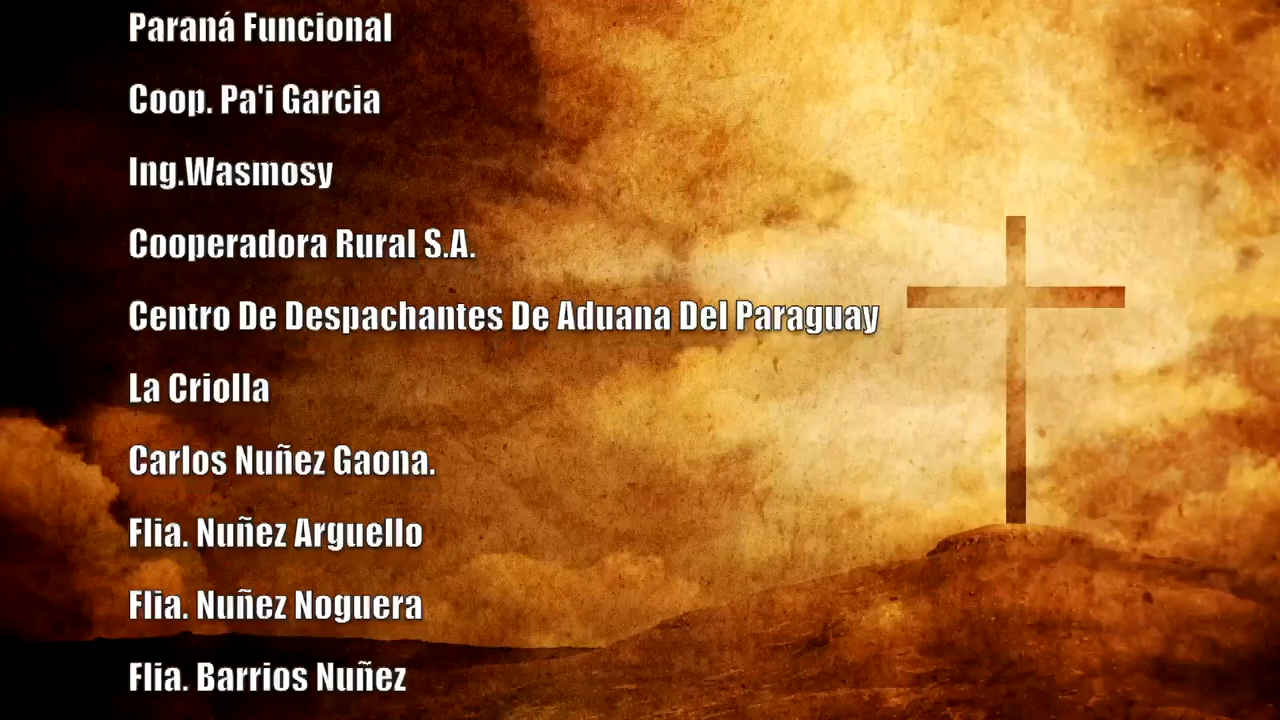 Paraná Funcional
Coop. Pa'i Garcia
Ing.Wasmosy
Cooperadora Rural S.A.
Centro De Despachantes De Aduana Del Paraguay
La Criolla
Carlos Nuñez Gaona.
Flia. Nuñez Arguello
Flia. Nuñez Noguera
Flia. Barrios Nuñez